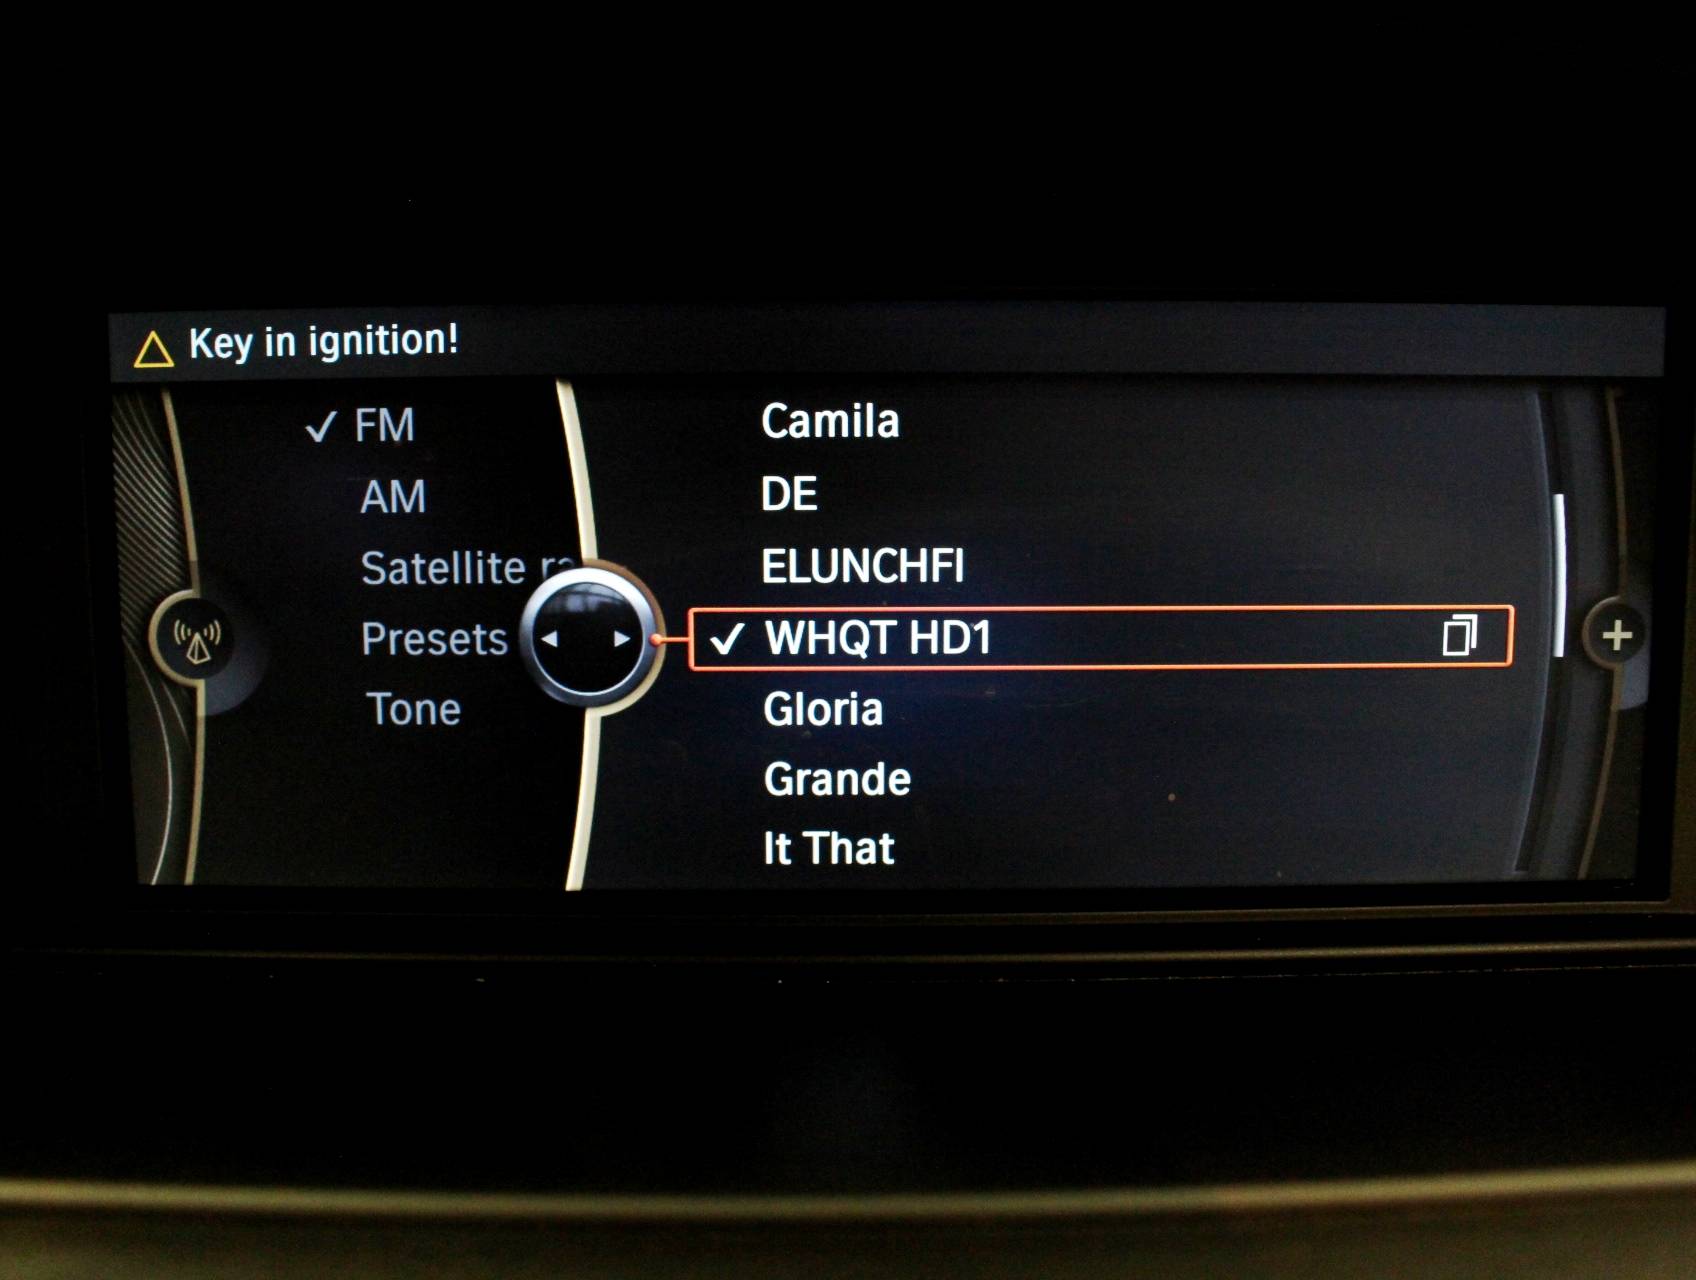 Key in ignition!
FM
AM
Satellite
Presets
Tone
Camila
DE
ELUNCHFI
WHQT HD1
Gloria
Grande
It That